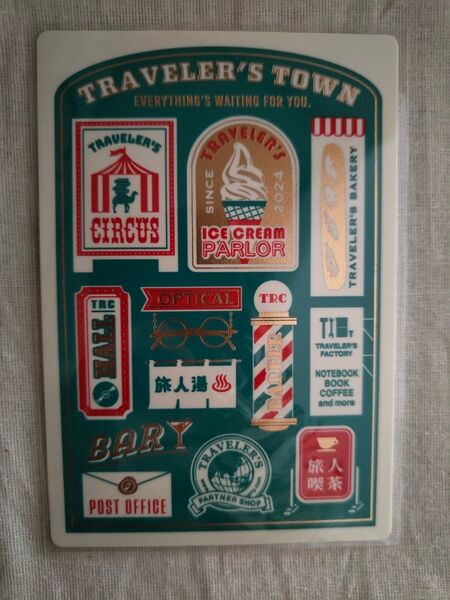 TRAVELER'S TOWN
EVERYTHING'S WAITING FOR YOU.
TRAVELER'S
CIRCUS
TRAVELER'S
SINCE 2024
ICE CREAM
PARLOR
TRAVELER'S BAKERY
TRC
HALL
OPTICAL
旅人湯
TRC
BARBER
TRAVELER'S
FACTORY
NOTEBOOK
BOOK
COFFEE
and more
BAR
POST OFFICE
TRAVELER'S
PARTNER SHOP
旅人
喫茶